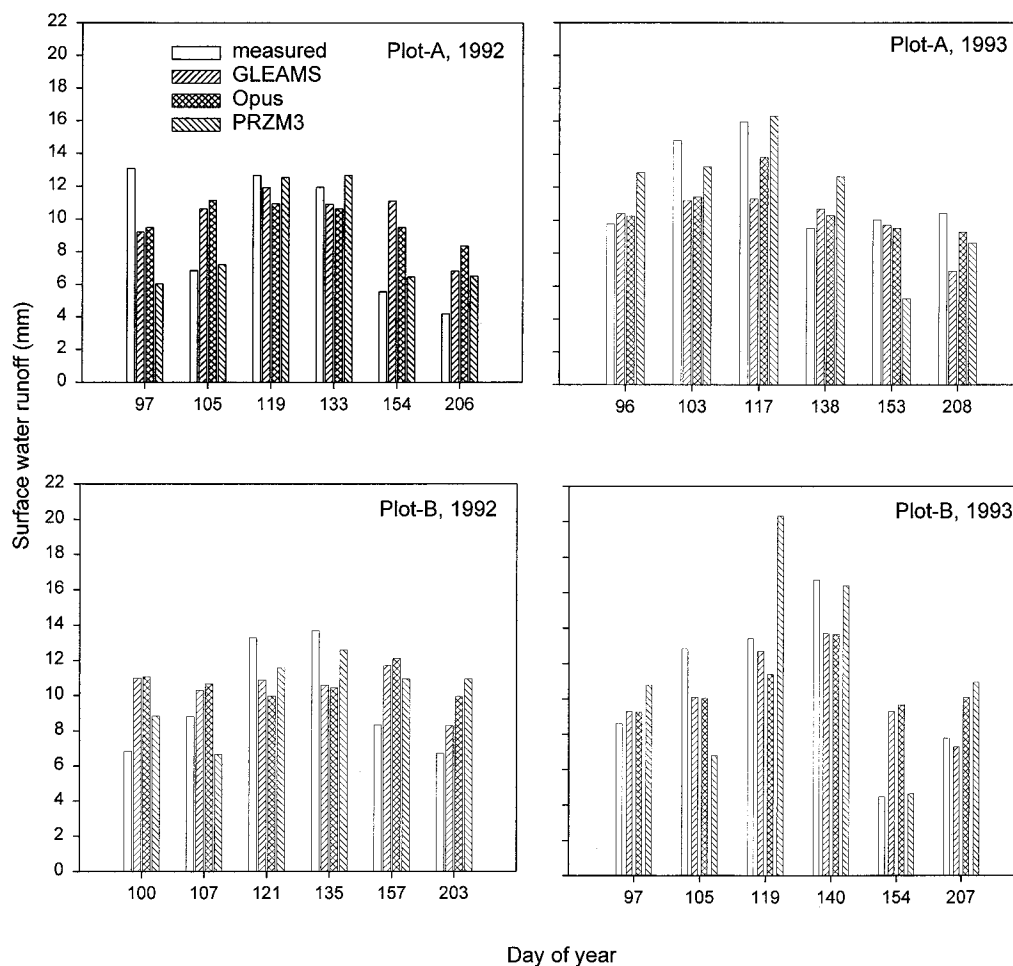 Plot-A, 1992
measured
GLEAMS
Opus
PRZM3
22
20
18
16
14
12
10
8
6
4
2
0
97 105 119 133 154 206
Plot-A, 1993
96 103 117 138 153 208
Surface water runoff (mm)
Plot-B, 1992
22
20
18
16
14
12
10
8
6
4
2
0
100 107 121 135 157 203
Plot-B, 1993
97 105 119 140 154 207
Day of year